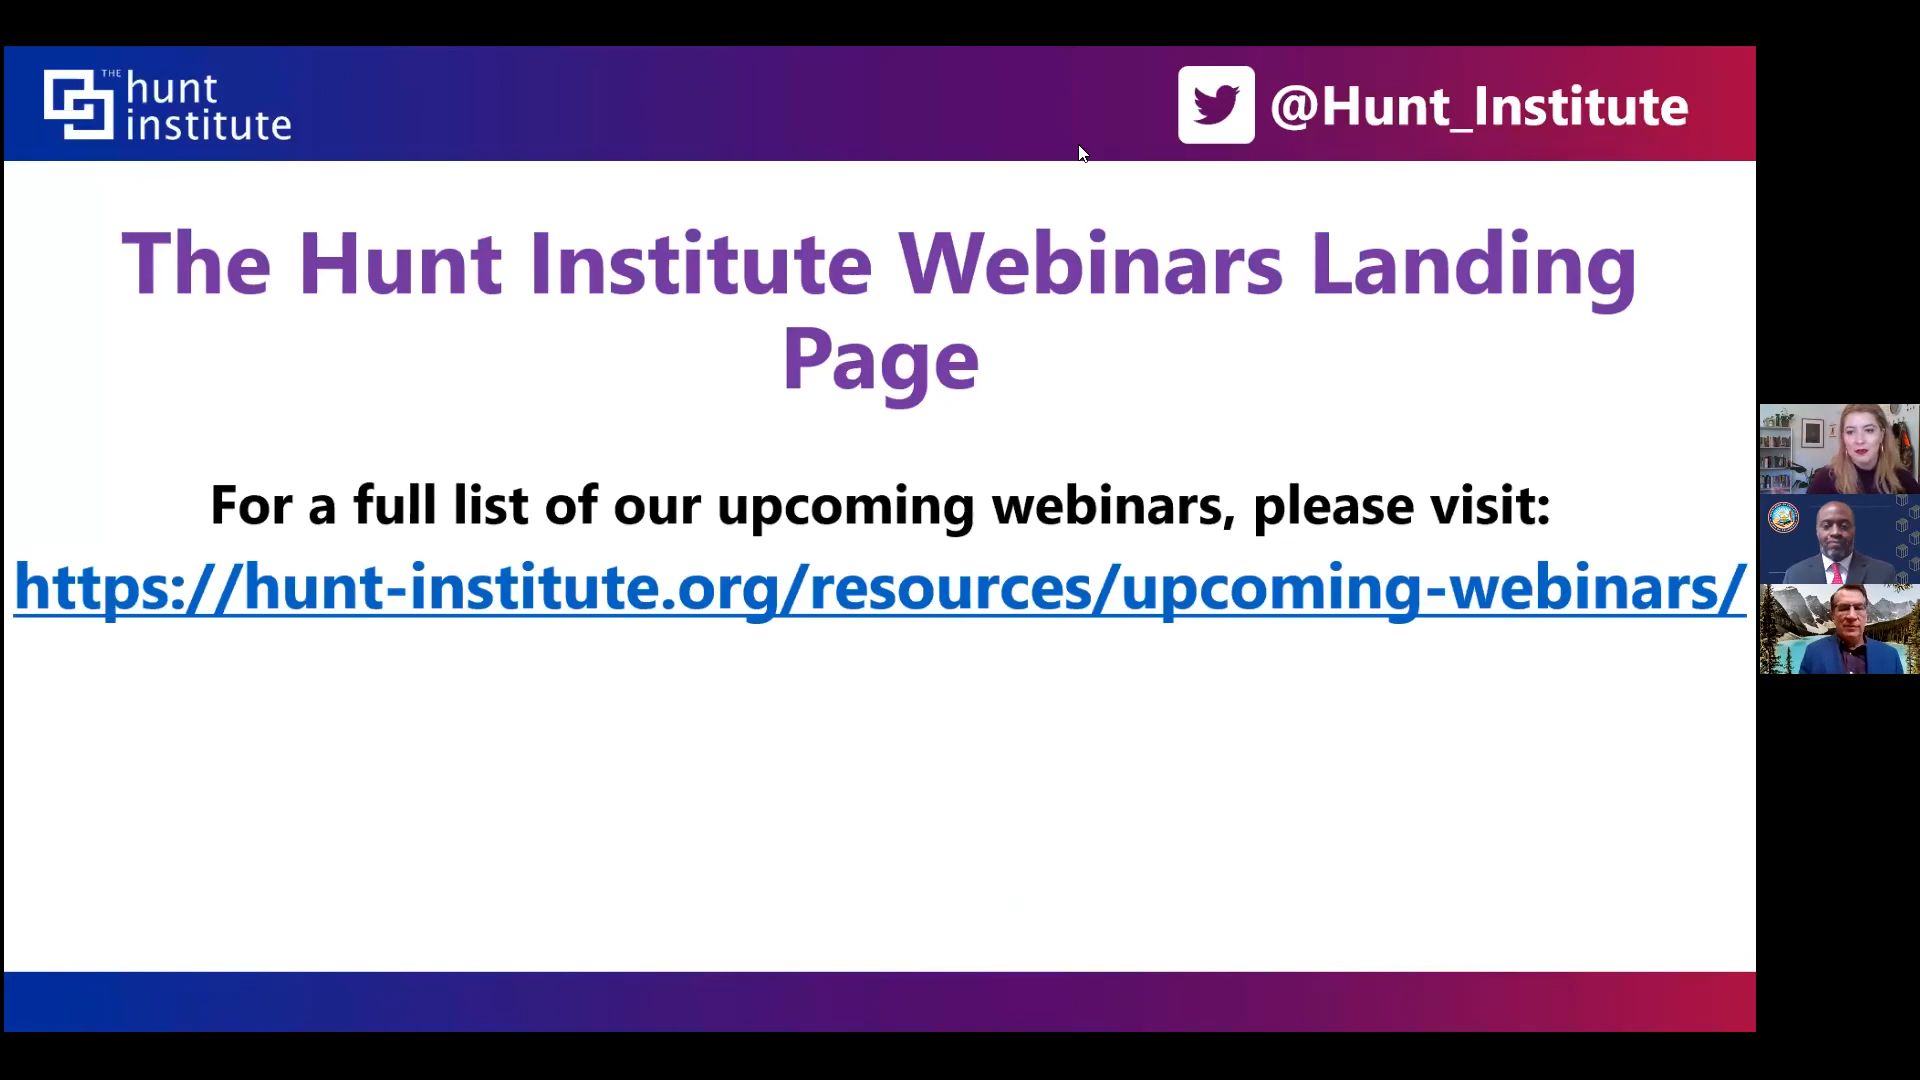 THE
hunt
institute
@Hunt_Institute
The Hunt Institute Webinars Landing
Page
For a full list of our upcoming webinars, please visit:
https://hunt-institute.org/resources/upcoming-webinars/